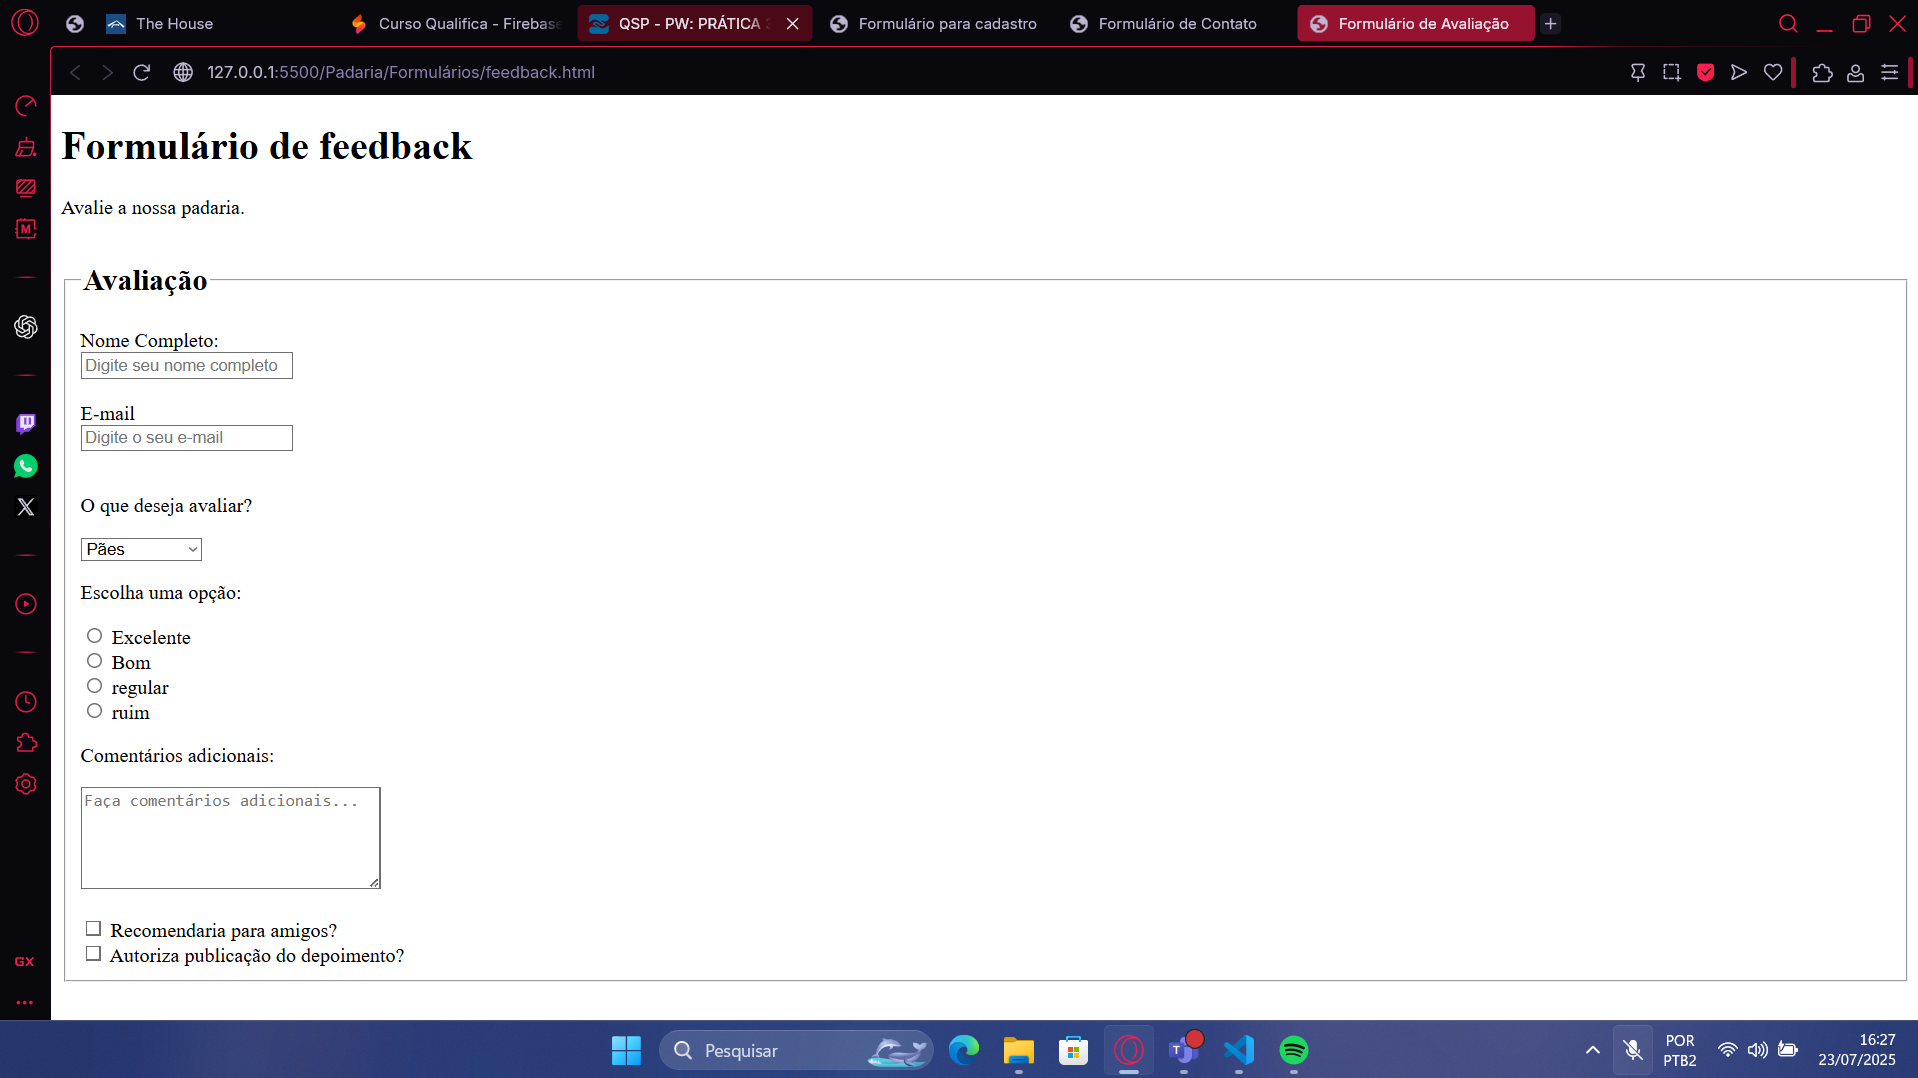 The House
Curso Qualifica - Firebase
QSP - PW: PRÁTICA
Formulário para cadastro
Formulário de Contato
Formulário de Avaliação
127.0.0.1:5500/Padaria/Formulários/feedback.html
M
Formulário de feedback
Avalie a nossa padaria.
Avaliação
Nome Completo:
Digite seu nome completo
E-mail
Digite o seu e-mail
O que deseja avaliar?
Pães
Escolha uma opção:
Excelente
Bom
regular
ruim
Comentários adicionais:
Faça comentários adicionais...
Recomendaria para amigos?
Autoriza publicação do depoimento?
GX
Pesquisar
T
POR
PTB2
16:27
23/07/2025